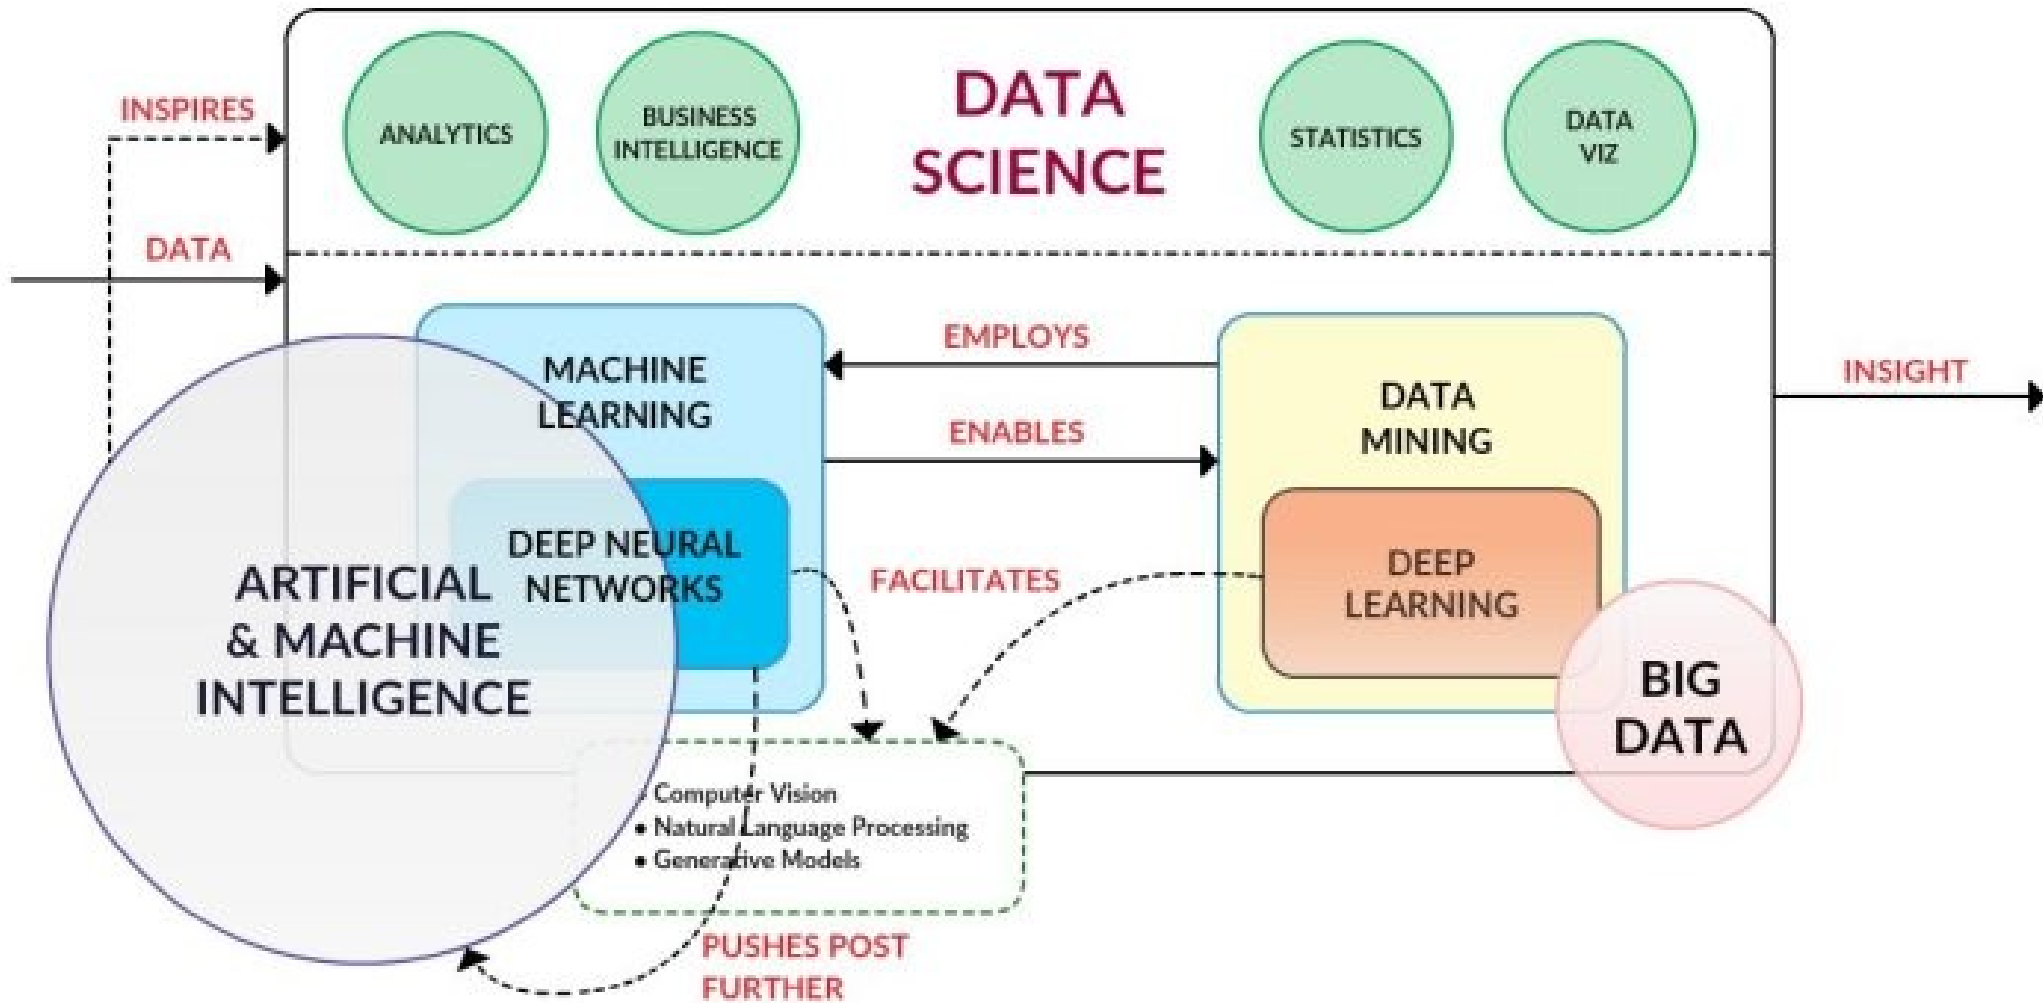 INSPIRES
DATA
ANALYTICS
BUSINESS
INTELLIGENCE
DATA
SCIENCE
STATISTICS
DATA
VIZ
MACHINE
LEARNING
EMPLOYS
ENABLES
DATA
MINING
INSIGHT
DEEP NEURAL
NETWORKS
FACILITATES
DEEP
LEARNING
ARTIFICIAL
& MACHINE
INTELLIGENCE
BIG
DATA
• Computer Vision
• Natural Language Processing
• Generative Models
PUSHES POST
FURTHER